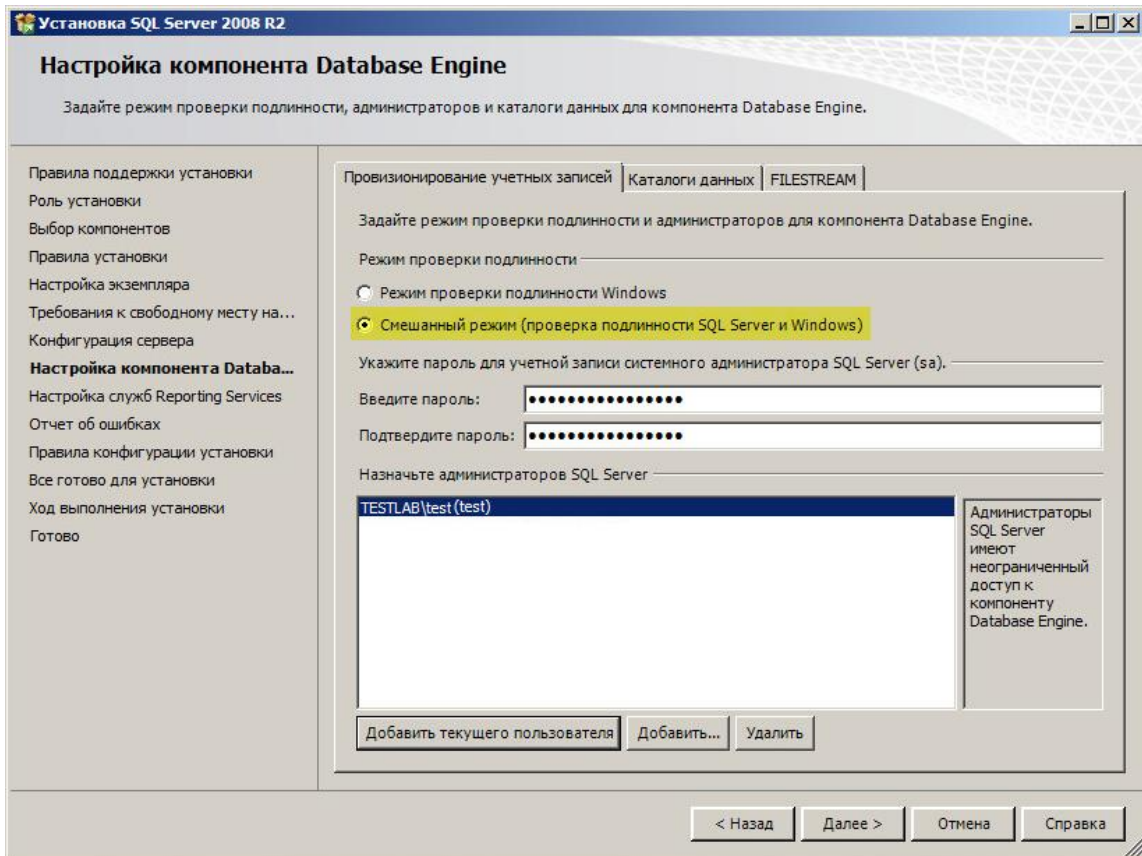 Установка SQL Server 2008 R2
Настройка компонента Database Engine
Задайте режим проверки подлинности, администраторов и каталоги данных для компонента Database Engine.
Правила поддержки установки
Роль установки
Выбор компонентов
Правила установки
Настройка экземпляра
Требования к свободному месту на...
Конфигурация сервера
Настройка компонента Databa...
Настройка служб Reporting Services
Отчет об ошибках
Правила конфигурации установки
Все готово для установки
Ход выполнения установки
Готово
Провизионирование учетных записей Каталоги данных FILESTREAM
Задайте режим проверки подлинности и администраторов для компонента Database Engine.
Режим проверки подлинности
Режим проверки подлинности Windows
Смешанный режим (проверка подлинности SQL Server и Windows)
Укажите пароль для учетной записи системного администратора SQL Server (sa).
Введите пароль: ●●●●●●●●●●●●●●●●
Подтвердите пароль: ●●●●●●●●●●●●●●●●
Назначьте администраторов SQL Server
TESTLAB\test (test)
Администраторы
SQL Server
имеют
неограниченный
доступ к
компоненту
Database Engine.
Добавить текущего пользователя Добавить... Удалить
< Назад Далее > Отмена Справка